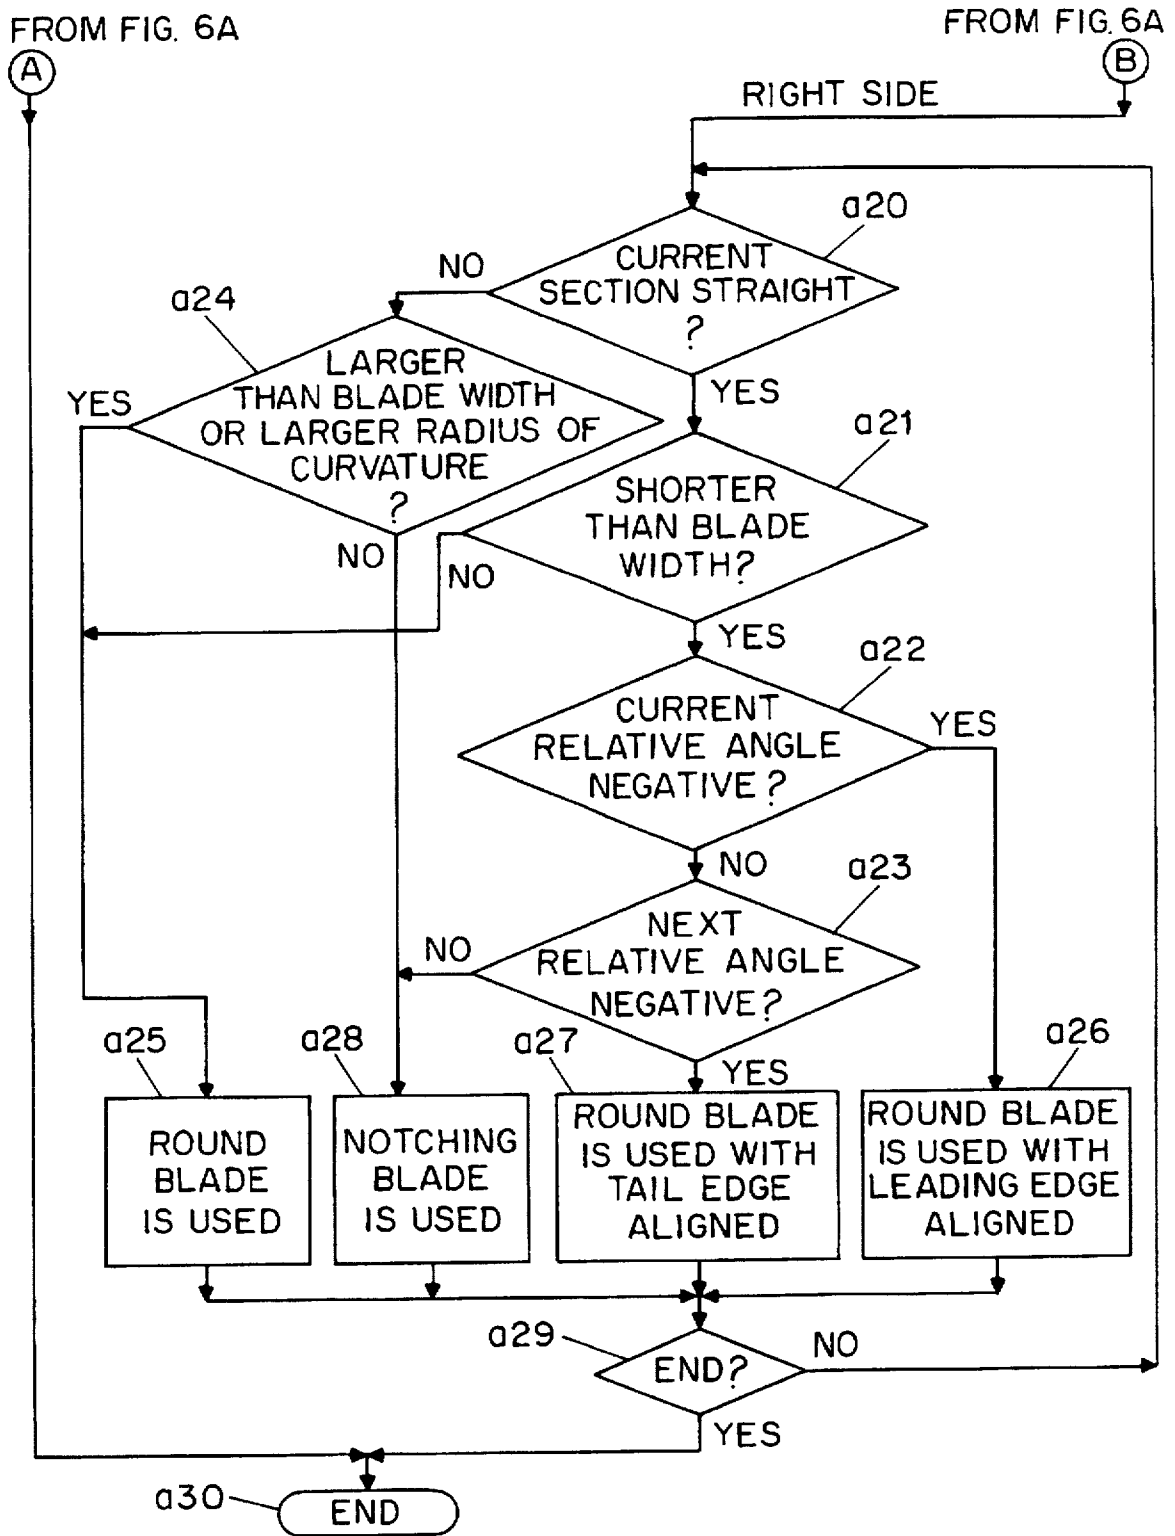 FROM FIG. 6A
A
FROM FIG. 6A
B
RIGHT SIDE
a20
CURRENT
SECTION STRAIGHT
?
NO
YES
a24
LARGER
THAN BLADE WIDTH
OR LARGER RADIUS OF
CURVATURE
?
YES
NO
a21
SHORTER
THAN BLADE
WIDTH?
NO
YES
a22
CURRENT
RELATIVE ANGLE
NEGATIVE?
YES
NO
a23
NEXT
RELATIVE ANGLE
NEGATIVE?
NO
YES
a25
ROUND
BLADE
IS USED
a28
NOTCHING
BLADE
IS USED
a27
ROUND BLADE
IS USED WITH
TAIL EDGE
ALIGNED
a26
ROUND BLADE
IS USED WITH
LEADING EDGE
ALIGNED
a29
END?
NO
YES
a30
END